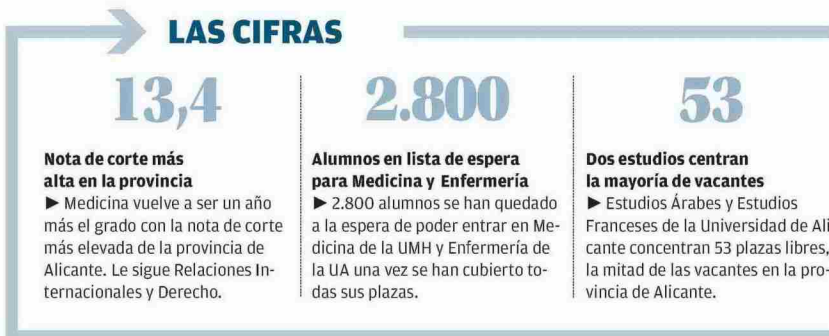 LAS CIFRAS
13,4
Nota de corte más
alta en la provincia
► Medicina vuelve a ser un año
más el grado con la nota de corte
más elevada de la provincia de
Alicante. Le sigue Relaciones In-
ternacionales y Derecho.
2.800
Alumnos en lista de espera
para Medicina y Enfermería
► 2.800 alumnos se han quedado
a la espera de poder entrar en Me-
dicina de la UMH y Enfermería de
la UA una vez se han cubierto to-
das sus plazas.
53
Dos estudios centran
la mayoría de vacantes
► Estudios Árabes y Estudios
Franceses de la Universidad de Ali
cante concentran 53 plazas libres,
la mitad de las vacantes en la pro-
vincia de Alicante.